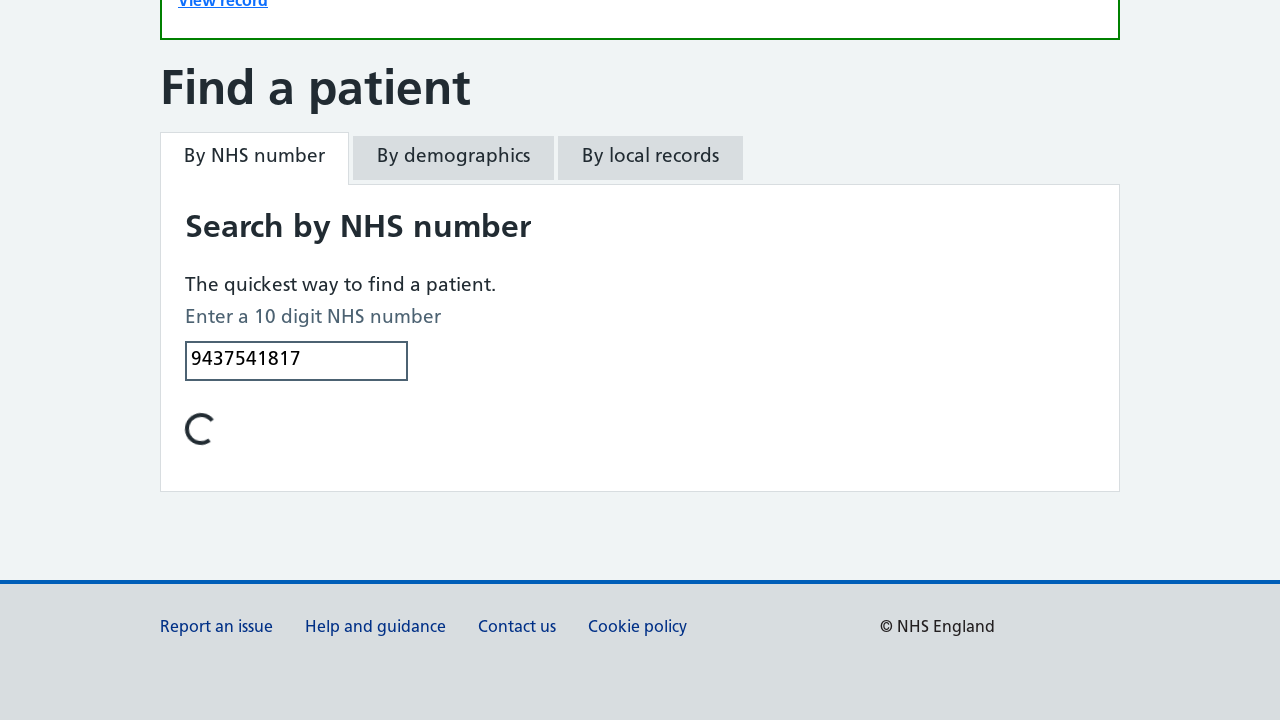 View record
Find a patient
By NHS number
By demographics
By local records
Search by NHS number
The quickest way to find a patient.
Enter a 10 digit NHS number
9437541817
Report an issue
Help and guidance
Contact us
Cookie policy
© NHS England